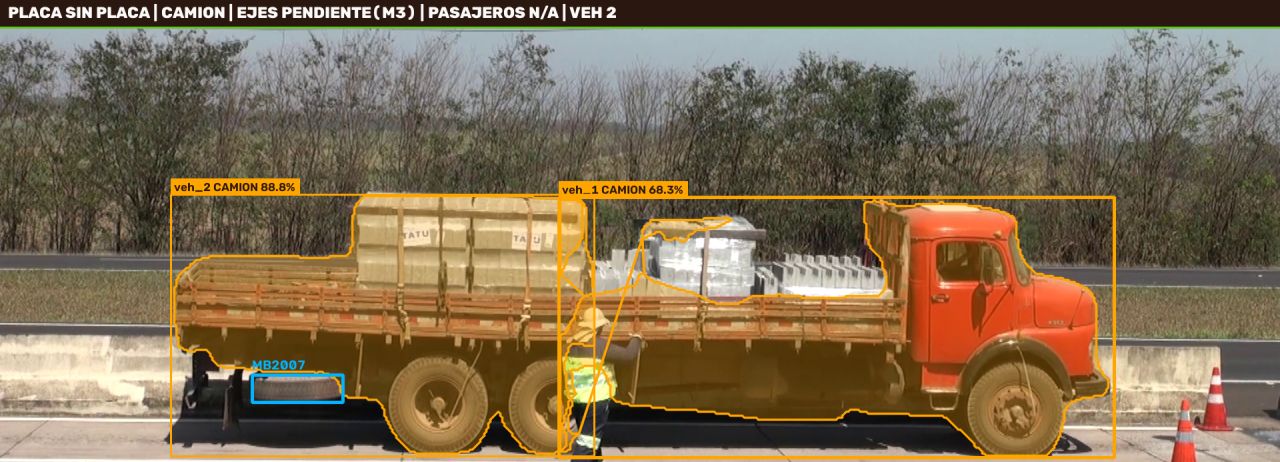 PLACA SIN PLACA | CAMION | EJES PENDIENTE(M3) | PASAJEROS N/A | VEH 2
veh_2 CAMION 88.8%
veh_1 CAMION 68.3%
TATU
TATU
MB2007